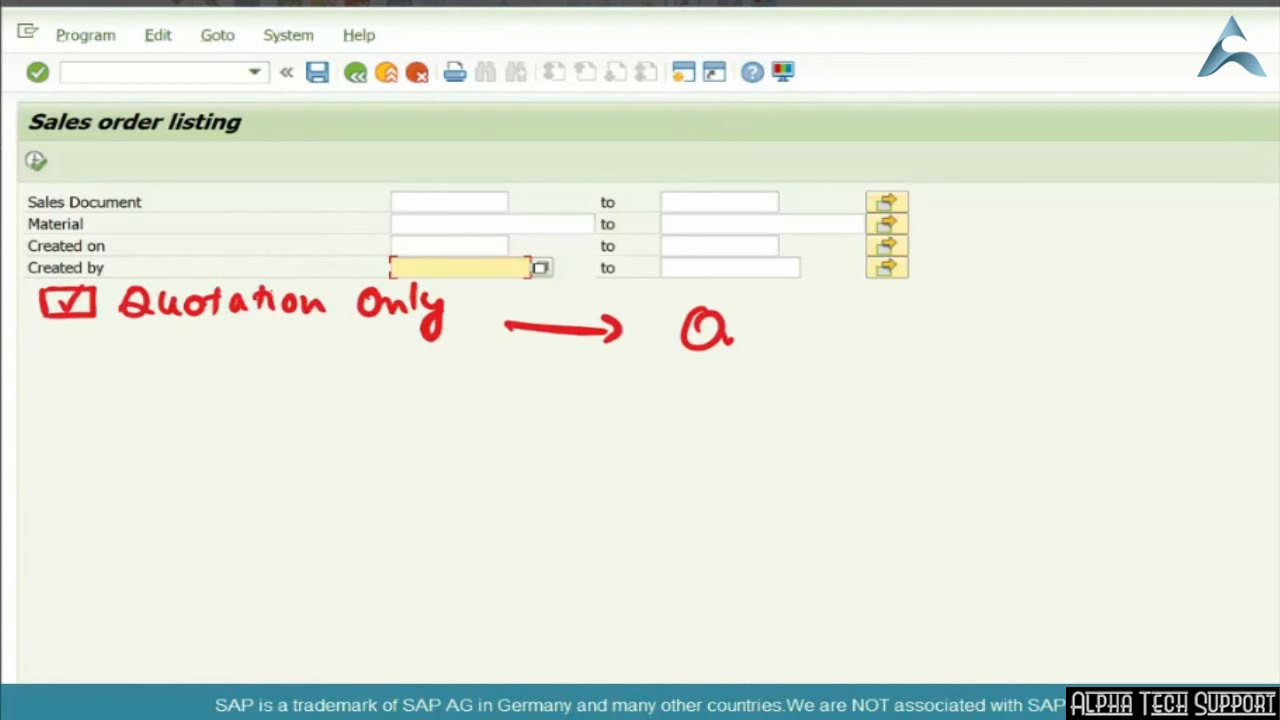 Program Edit Goto System Help
Sales order listing
Sales Document to
Material to
Created on to
Created by to
Quotation Only → Q
SAP is a trademark of SAP AG in Germany and many other countries.We are NOT associated with SAP
ALPHA TECH SUPPORT